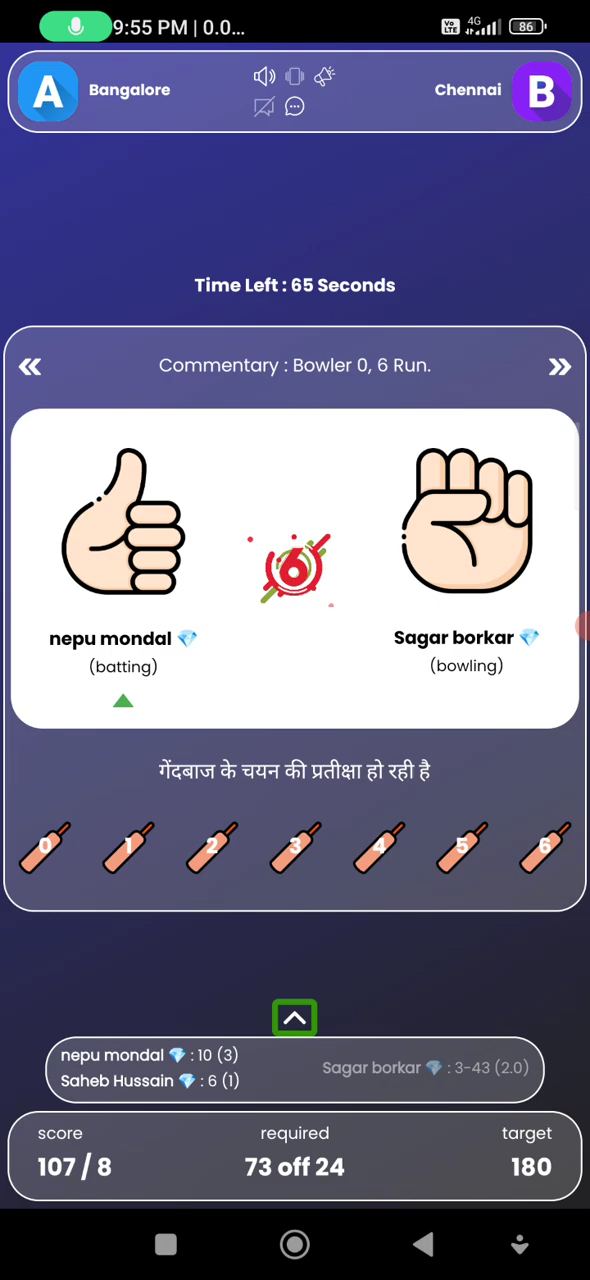 9:55 PM | 0.0...
Vo LTE 4G 86
A Bangalore
Chennai B
Time Left : 65 Seconds
Commentary : Bowler 0, 6 Run.
6
nepu mondal 💎
(batting)
Sagar borkar 💎
(bowling)
गेंदबाज के चयन की प्रतीक्षा हो रही है
0 1 2 3 4 5 6
nepu mondal 💎 : 10 (3)
Saheb Hussain 💎 : 6 (1)
Sagar borkar 💎 : 3-43 (2.0)
score required target
107 / 8 73 off 24 180